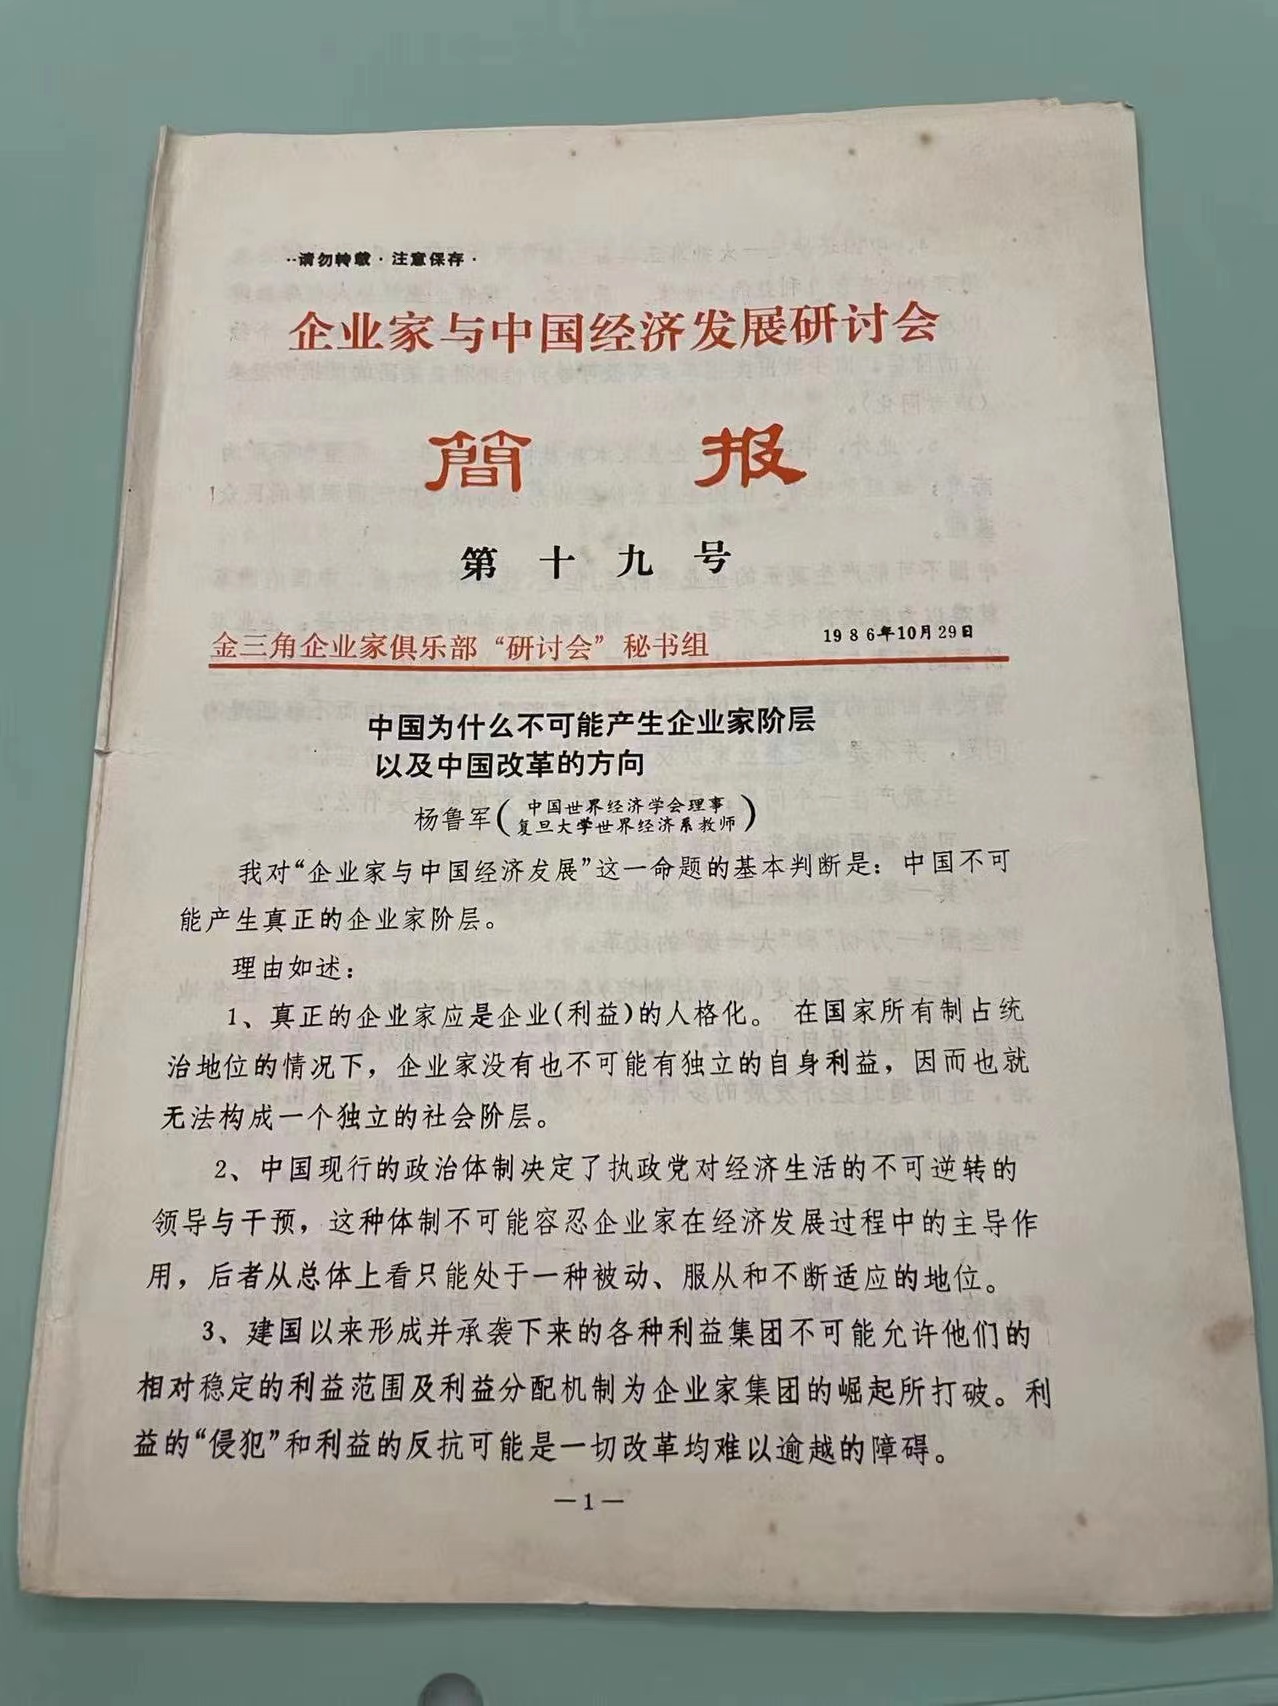 ··请勿转载·注意保存·
企业家与中国经济发展研讨会
简 报
第 十 九 号
金三角企业家俱乐部“研讨会”秘书组 1986年10月29日
中国为什么不可能产生企业家阶层
以及中国改革的方向
杨鲁军(中国世界经济学会理事
复旦大学世界经济系教师)
我对“企业家与中国经济发展”这一命题的基本判断是：中国不可
能产生真正的企业家阶层。
理由如述：
1、真正的企业家应是企业(利益)的人格化。 在国家所有制占统
治地位的情况下，企业家没有也不可能有独立的自身利益，因而也就
无法构成一个独立的社会阶层。
2、中国现行的政治体制决定了执政党对经济生活的不可逆转的
领导与干预，这种体制不可能容忍企业家在经济发展过程中的主导作
用，后者从总体上看只能处于一种被动、服从和不断适应的地位。
3、建国以来形成并承袭下来的各种利益集团不可能允许他们的
相对稳定的利益范围及利益分配机制为企业家集团的崛起所打破。利
益的“侵犯”和利益的反抗可能是一切改革均难以逾越的障碍。
—1—